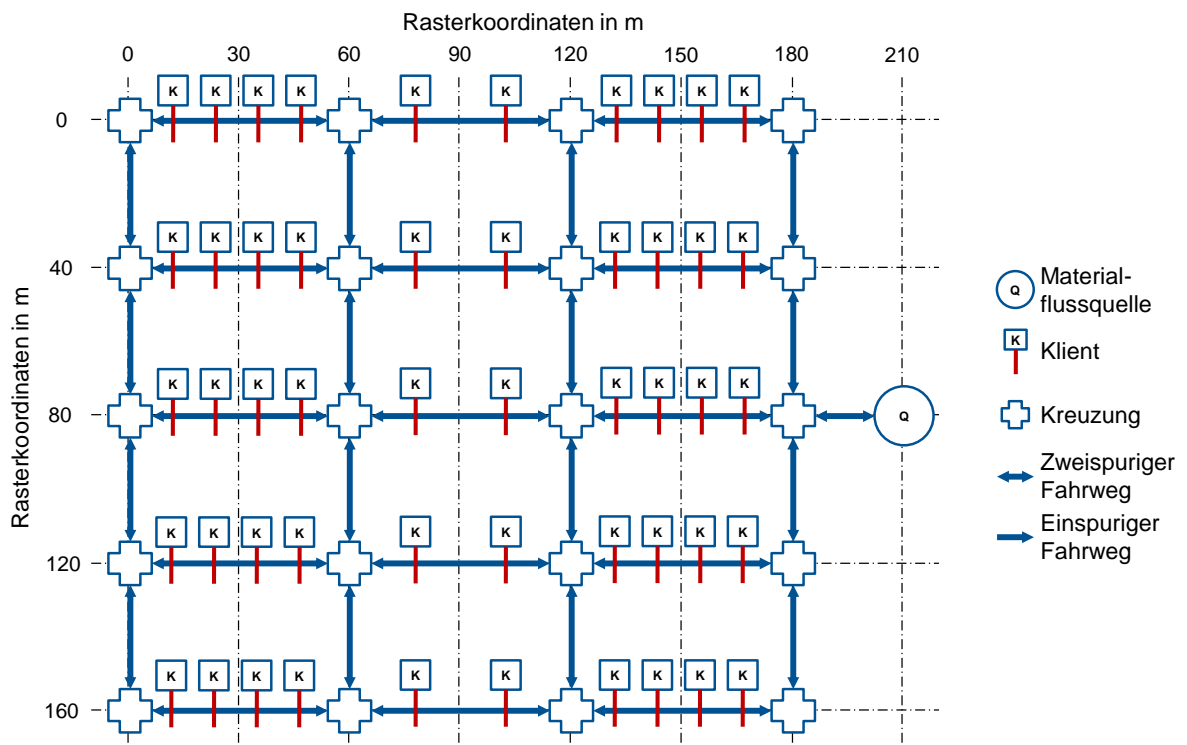 Rasterkoordinaten in m
0 30 60 90 120 150 180 210
K K K K K K K K K K
0
K K K K K K K K K K
40
K K K K K K K K K K
80
Q
K K K K K K K K K K
120
K K K K K K K K K K
160
Rasterkoordinaten in m
Q
Material-
flussquelle
K
Klient
Kreuzung
Zweispuriger
Fahrweg
Einspuriger
Fahrweg